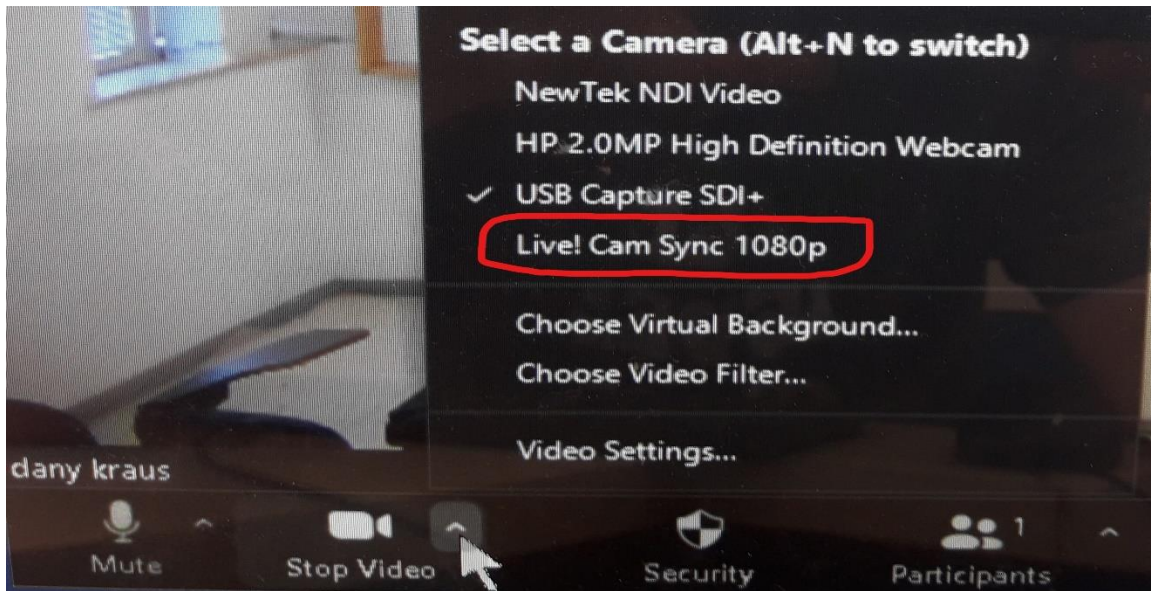 Select a Camera (Alt+N to switch)
NewTek NDI Video
HP 2.0MP High Definition Webcam
✓ USB Capture SDI+
Live! Cam Sync 1080p
Choose Virtual Background...
Choose Video Filter...
Video Settings...
dany kraus
1
Mute Stop Video Security Participants